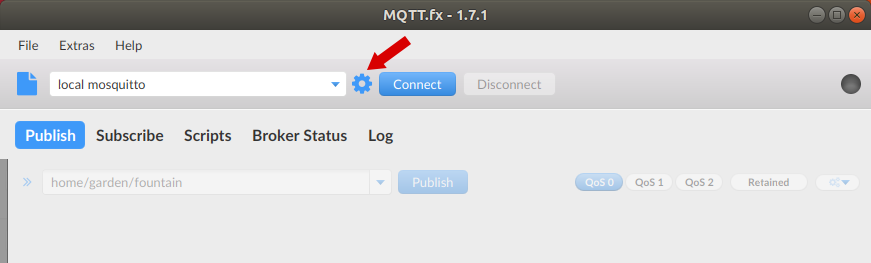 MQTT.fx - 1.7.1
File Extras Help
local mosquitto Connect Disconnect
Publish Subscribe Scripts Broker Status Log
» home/garden/fountain Publish QoS 0 QoS 1 QoS 2 Retained